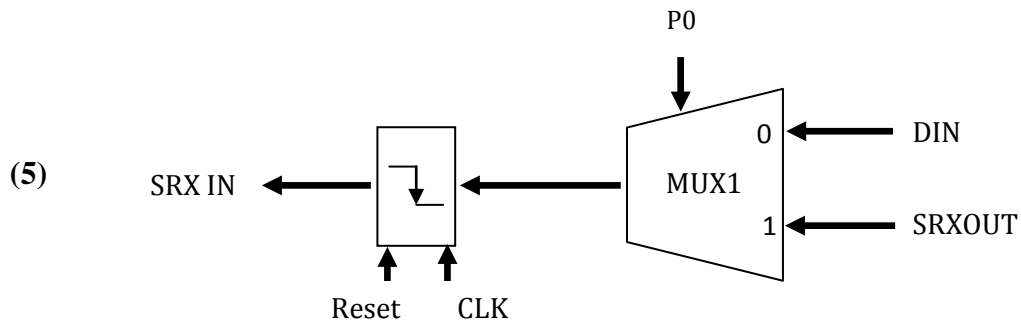 P0
0
DIN
(5)
SRX IN
MUX1
1
SRXOUT
Reset
CLK